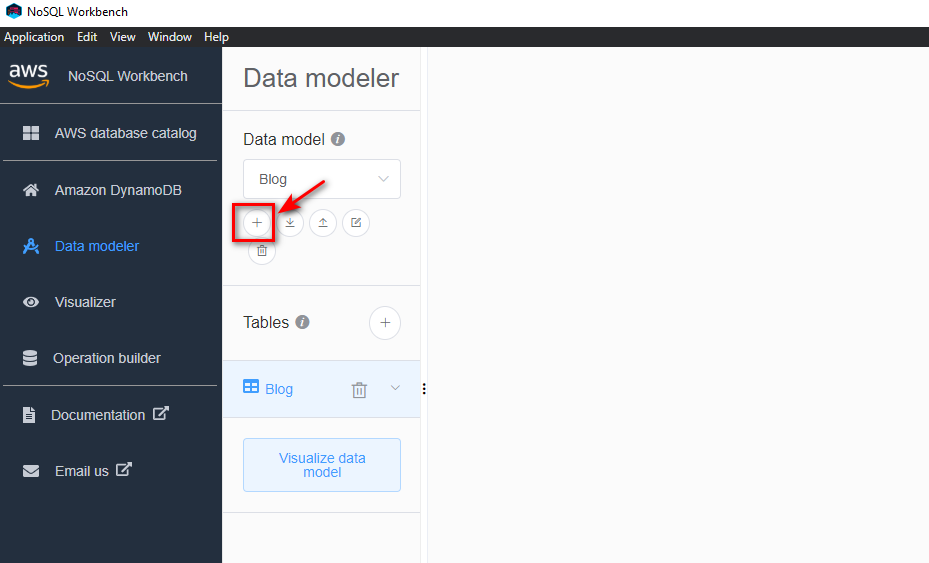 NoSQL Workbench
Application Edit View Window Help
aws NoSQL Workbench
AWS database catalog
Amazon DynamoDB
Data modeler
Visualizer
Operation builder
Documentation
Email us
Data modeler
Data model
Blog
Tables
Blog
Visualize data
model